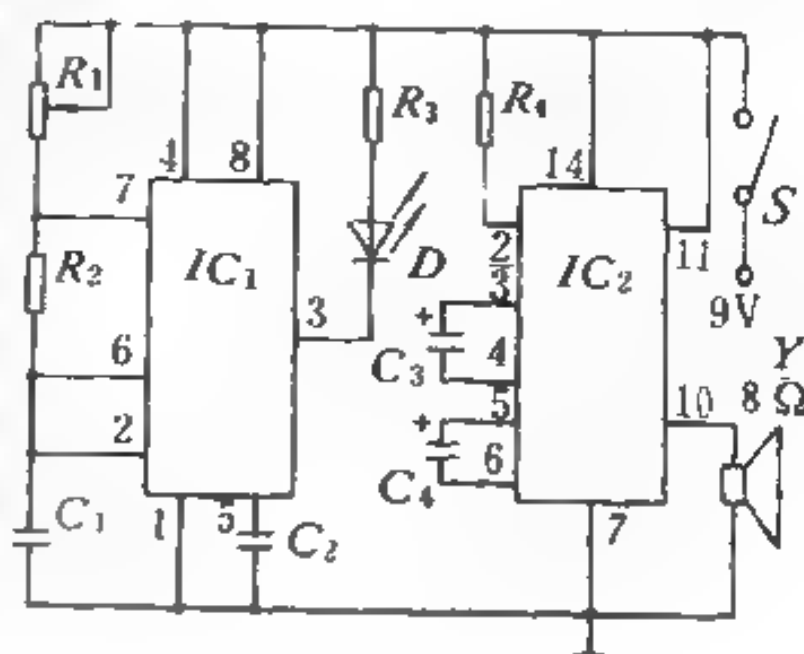 R₁
4
8
R₃
R₄
14
7
2
R₂
IC₁
D
3
IC₂
11
S
9V
3
6
4
C₃
Y
8 Ω
10
5
2
6
C₄
C₁
1
5
C₂
7